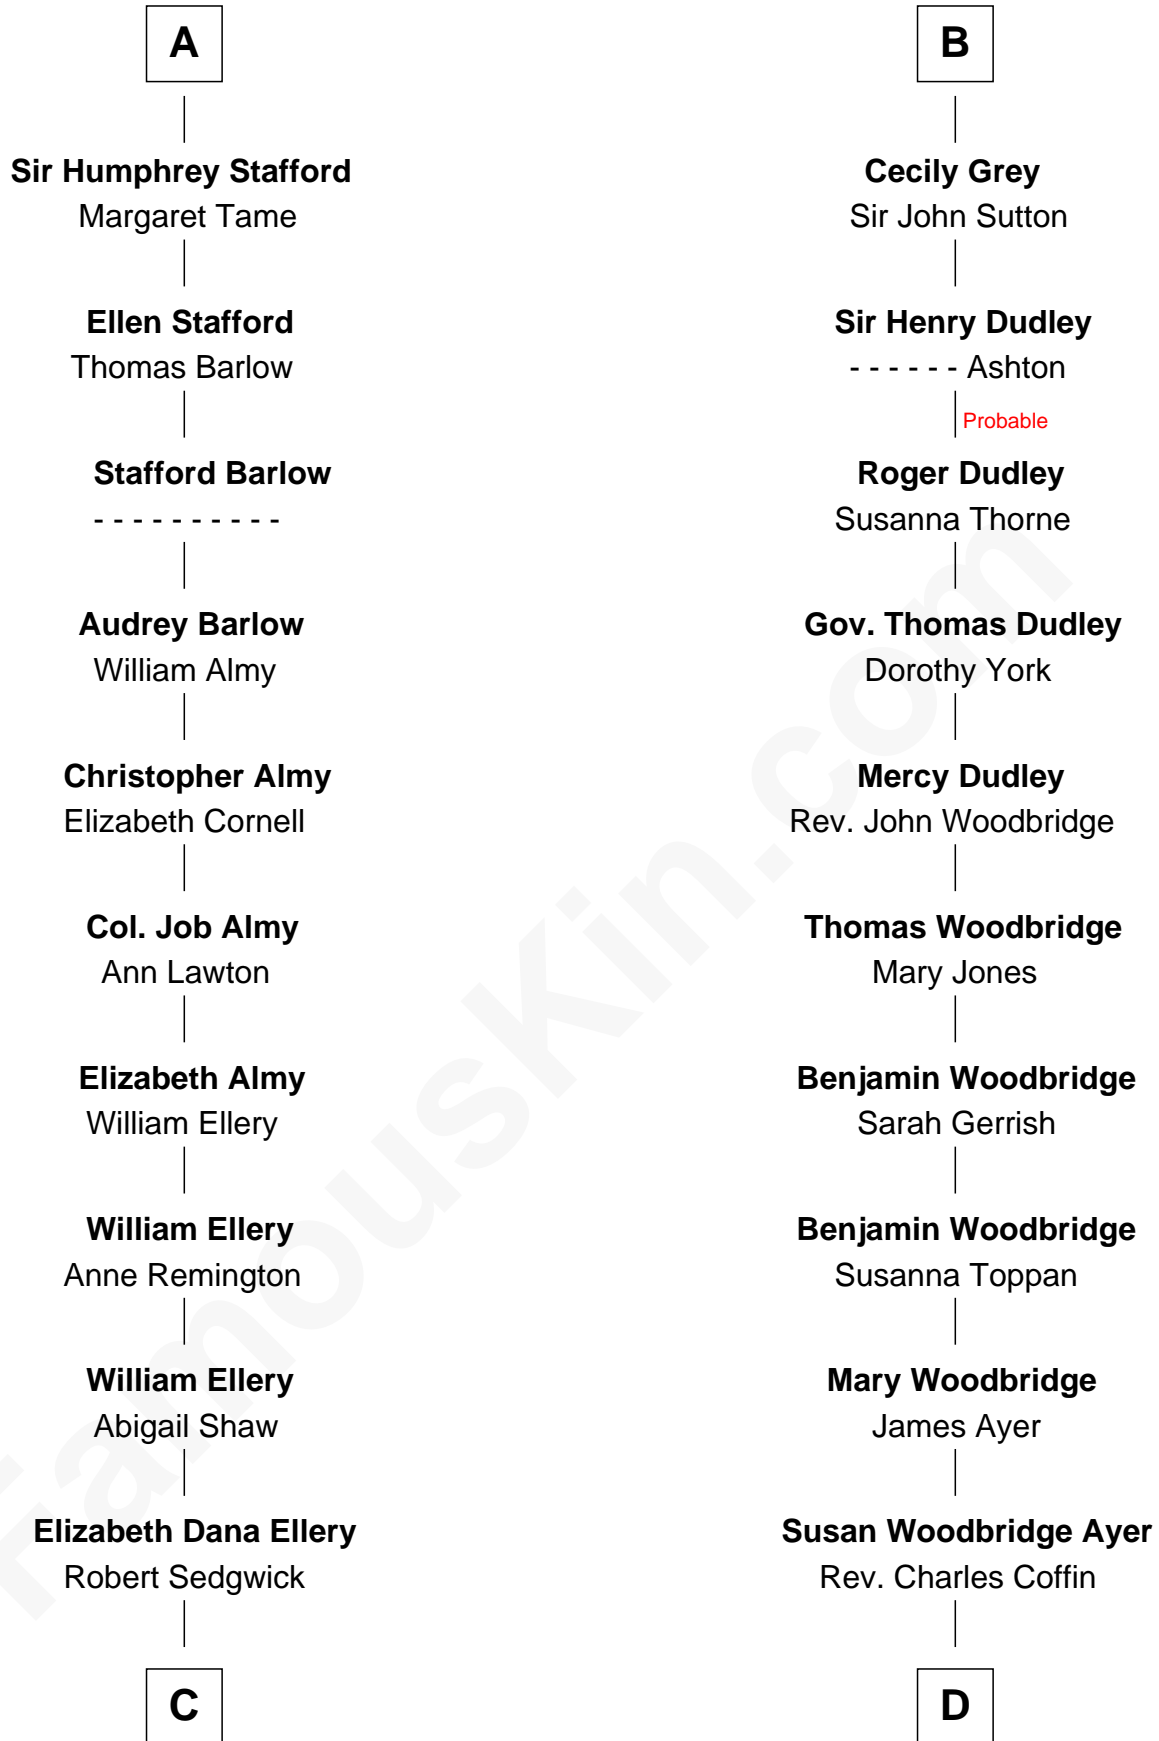 A
Sir Humphrey Stafford
Margaret Tame
Ellen Stafford
Thomas Barlow
Stafford Barlow
- - - - - - - - - -
Audrey Barlow
William Almy
Christopher Almy
Elizabeth Cornell
Col. Job Almy
Ann Lawton
Elizabeth Almy
William Ellery
William Ellery
Anne Remington
William Ellery
Abigail Shaw
Elizabeth Dana Ellery
Robert Sedgwick
C
B
Cecily Grey
Sir John Sutton
Sir Henry Dudley
- - - - - - Ashton
Probable
Roger Dudley
Susanna Thorne
Gov. Thomas Dudley
Dorothy York
Mercy Dudley
Rev. John Woodbridge
Thomas Woodbridge
Mary Jones
Benjamin Woodbridge
Sarah Gerrish
Benjamin Woodbridge
Susanna Toppan
Mary Woodbridge
James Ayer
Susan Woodbridge Ayer
Rev. Charles Coffin
D
FamousKin.com